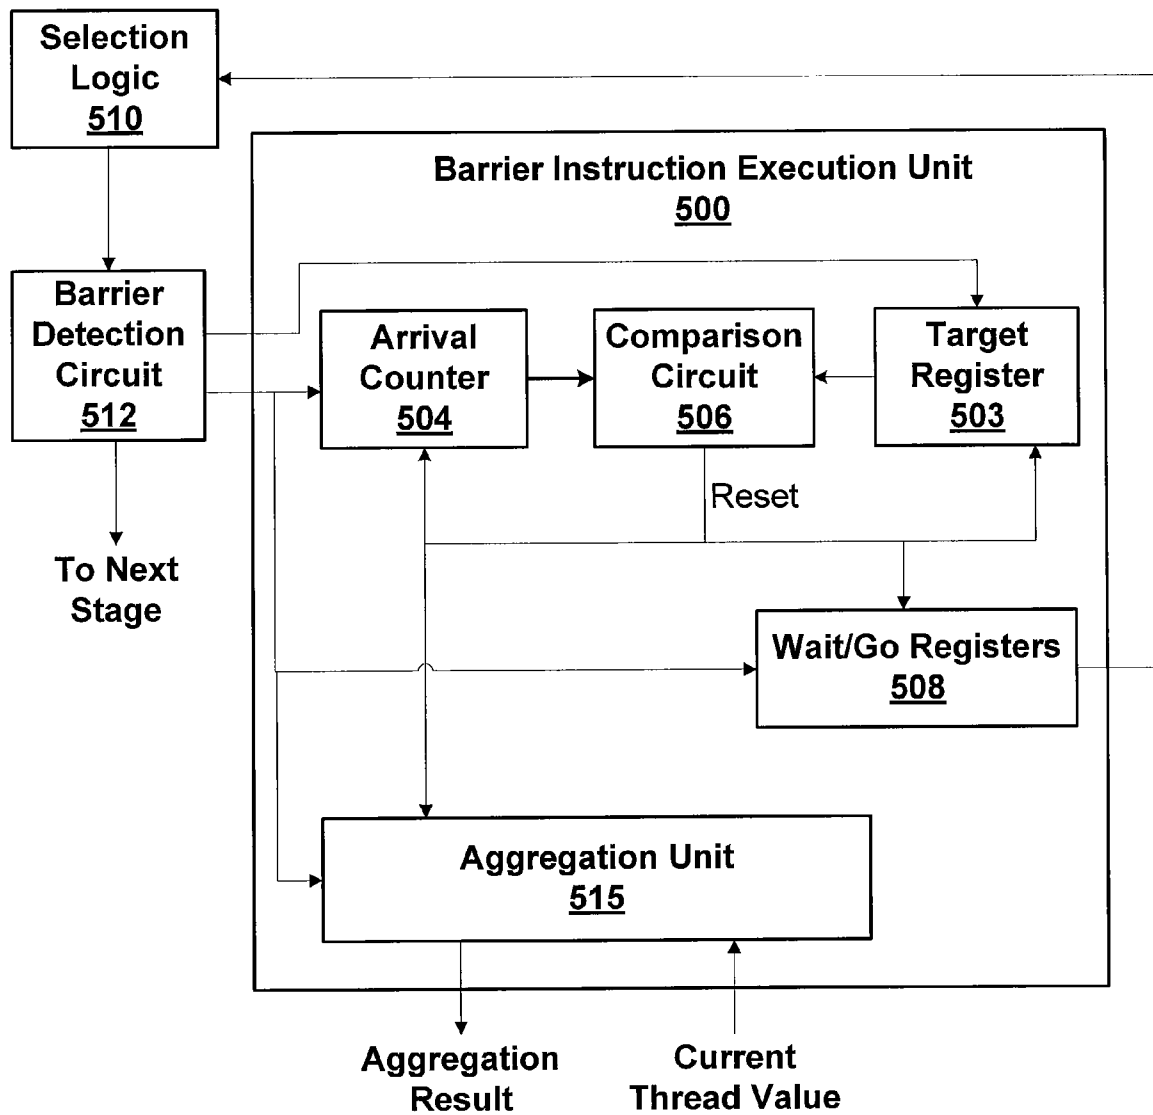 Selection
Logic
510
Barrier Instruction Execution Unit
500
Barrier
Detection
Circuit
512
Arrival
Counter
504
Comparison
Circuit
506
Target
Register
503
Reset
To Next
Stage
Wait/Go Registers
508
Aggregation Unit
515
Aggregation
Result
Current
Thread Value